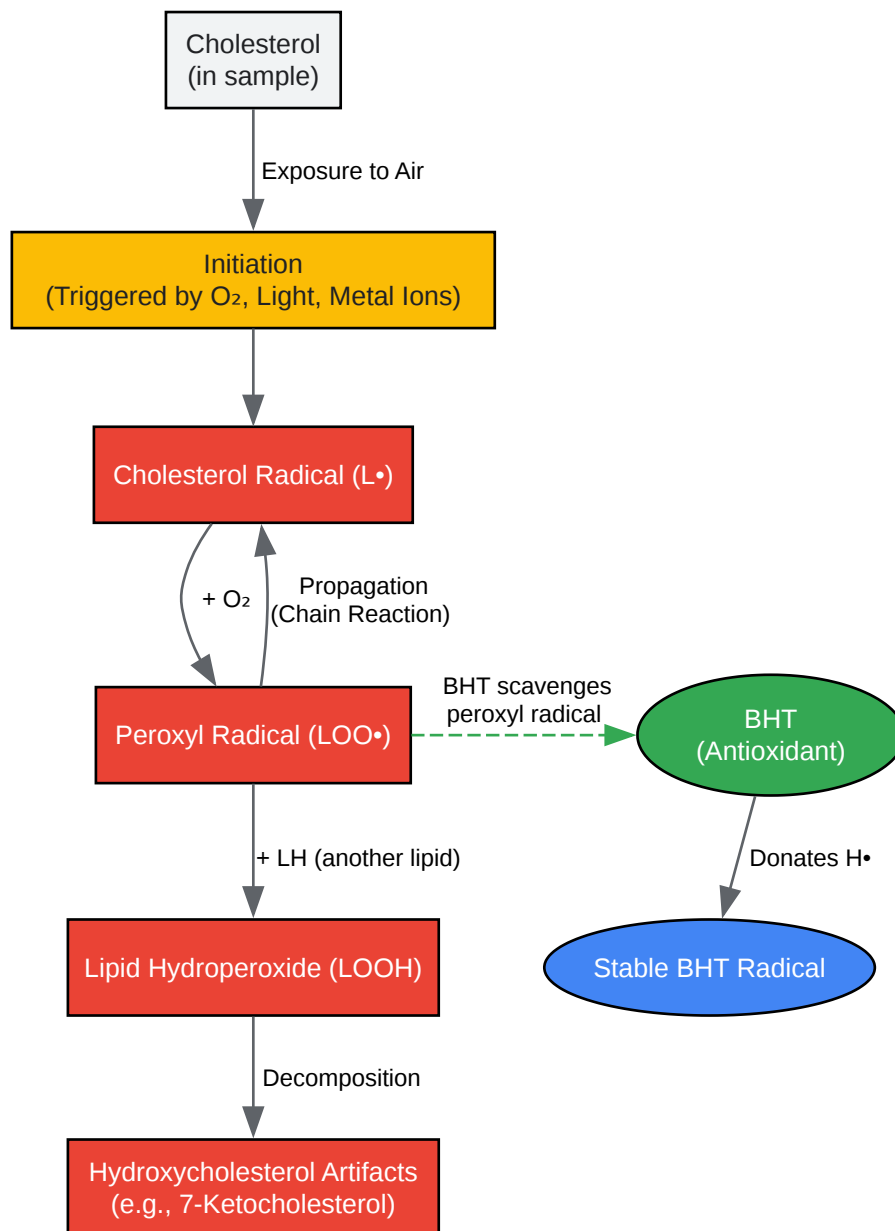 Cholesterol
(in sample)
Exposure to Air
Initiation
(Triggered by O₂, Light, Metal Ions)
Cholesterol Radical (L•)
+ O₂
Propagation
(Chain Reaction)
Peroxyl Radical (LOO•)
BHT scavenges
peroxyl radical
BHT
(Antioxidant)
+ LH (another lipid)
Donates H•
Lipid Hydroperoxide (LOOH)
Stable BHT Radical
Decomposition
Hydroxycholesterol Artifacts
(e.g., 7-Ketocholesterol)